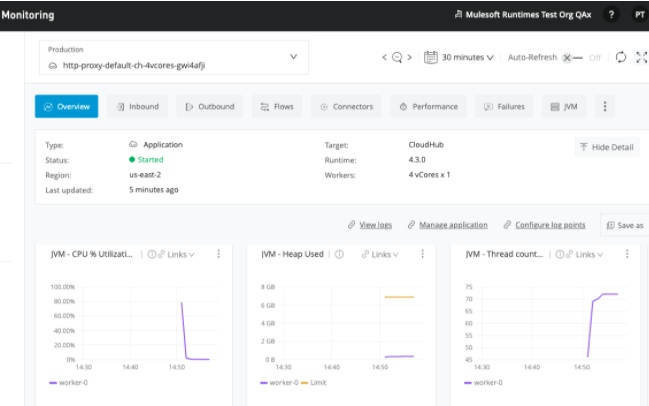 Monitoring
Mulesoft Runtimes Test Org QAx ? PT
Production
http-proxy-default-ch-4vcores-gwi4afji
30 minutes
Auto-Refresh
Off
Overview Inbound Outbound Flows Connectors Performance Failures JVM
Type: Application Target: CloudHub
Hide Detail
Status: Started Runtime: 4.3.0
Region: us-east-2 Workers: 4 vCores x 1
Last updated: 5 minutes ago
View logs Manage application Configure log points Save as
JVM - CPU % Utilizati... Links
100.00%
80.00%
60.00%
40.00%
20.00%
0%
14:30 14:40 14:50
worker-0
JVM - Heap Used Links
8 GB
6 GB
4 GB
2 GB
0 B
14:30 14:40 14:50
worker-0 Limit
JVM - Thread count... Links
75
70
65
60
55
50
45
14:30 14:40 14:50
worker-0